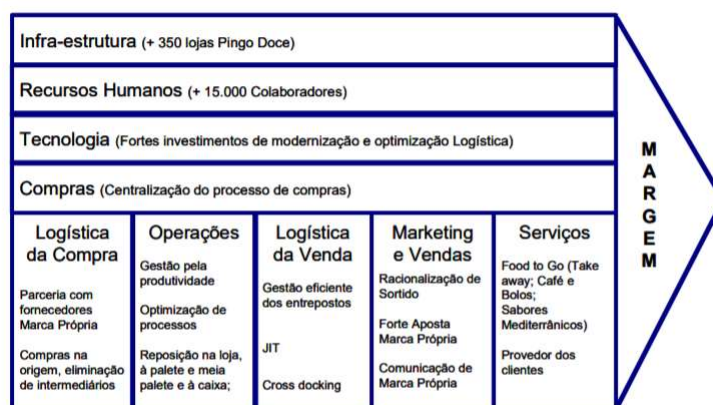 Infra-estrutura (+ 350 lojas Pingo Doce)
Recursos Humanos (+ 15.000 Colaboradores)
Tecnologia (Fortes investimentos de modernização e optimização Logística)
Compras (Centralização do processo de compras)
Logística
da Compra
Parceria com
fornecedores
Marca Própria
Compras na
origem, eliminação
de intermediários
Operações
Gestão pela
produtividade
Optimização de
processos
Reposição na loja,
à palete e meia
palete e à caixa;
Logística
da Venda
Gestão eficiente
dos entrepostos
JIT
Cross docking
Marketing
e Vendas
Racionalização de
Sortido
Forte Aposta
Marca Própria
Comunicação de
Marca Própria
Serviços
Food to Go (Take
away; Café e
Bolos;
Sabores
Mediterrânicos)
Provedor dos
clientes
MARGEM